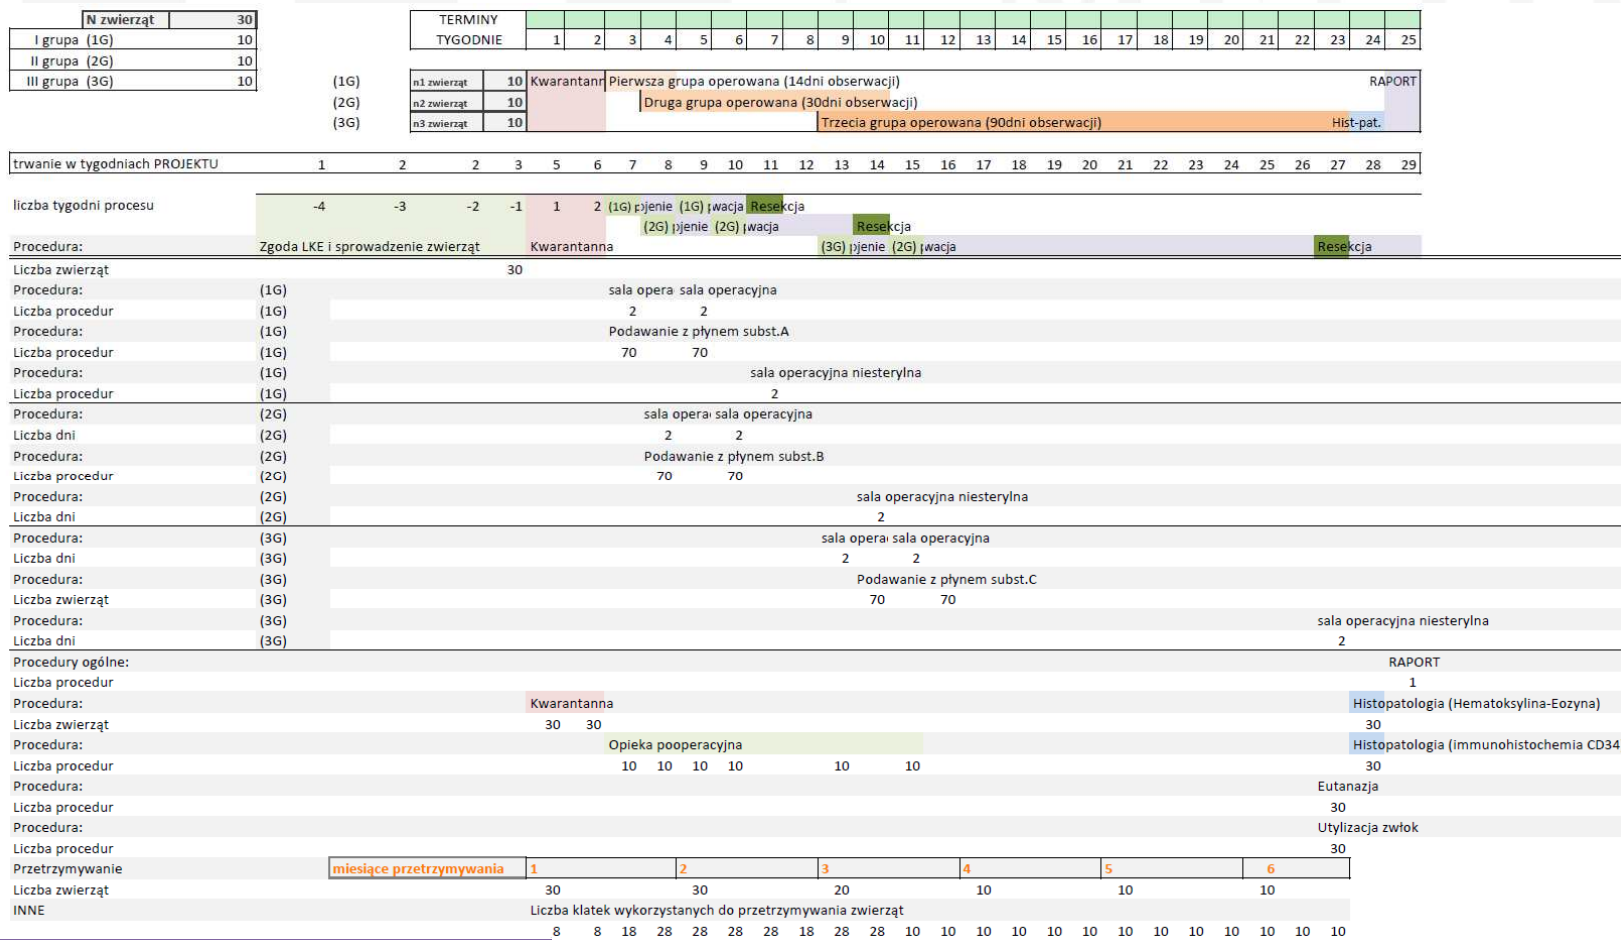 N zwierząt 30 TERMINY
I grupa (1G) 10 TYGODNIE 1 2 3 4 5 6 7 8 9 10 11 12 13 14 15 16 17 18 19 20 21 22 23 24 25
II grupa (2G) 10
III grupa (3G) 10 (1G) n1 zwierząt 10 Kwarantann Pierwsza grupa operowana (14dni obserwacji) RAPORT
(2G) n2 zwierząt 10 Druga grupa operowana (30dni obserwacji)
(3G) n3 zwierząt 10 Trzecia grupa operowana (90dni obserwacji) Hist-pat.
trwanie w tygodniach PROJEKTU 1 2 2 3 5 6 7 8 9 10 11 12 13 14 15 16 17 18 19 20 21 22 23 24 25 26 27 28 29
liczba tygodni procesu -4 -3 -2 -1 1 2 (1G) pjenie (1G) wacja Resekcja
(2G) pjenie (2G) wacja Resekcja
Procedura: Zgoda LKE i sprowadzenie zwierząt Kwarantanna (3G) pjenie (2G) wacja Resekcja
Liczba zwierząt 30
Procedura: (1G) sala opera sala operacyjna
Liczba procedur (1G) 2 2
Procedura: (1G) Podawanie z płynem subst.A
Liczba procedur (1G) 70 70
Procedura: (1G) sala operacyjna niesterylna
Liczba procedur (1G) 2
Procedura: (2G) sala opera sala operacyjna
Liczba dni (2G) 2 2
Procedura: (2G) Podawanie z płynem subst.B
Liczba procedur (2G) 70 70
Procedura: (2G) sala operacyjna niesterylna
Liczba dni (2G) 2
Procedura: (3G) sala opera sala operacyjna
Liczba dni (3G) 2 2
Procedura: (3G) Podawanie z płynem subst.C
Liczba zwierząt (3G) 70 70
Procedura: (3G) sala operacyjna niesterylna
Liczba dni (3G) 2
Procedury ogólne: RAPORT
Liczba procedur 1
Procedura: Kwarantanna Histopatologia (Hematoksylina-Eozyna)
Liczba zwierząt 30 30 30
Procedura: Opieka pooperacyjna Histopatologia (immunohistochemia CD34
Liczba procedur 10 10 10 10 10 10 30
Procedura: Eutanazja
Liczba procedur 30
Procedura: Utylizacja zwłok
Liczba procedur 30
Przetrzymywanie miesiące przetrzymywania 1 2 3 4 5 6
Liczba zwierząt 30 30 20 10 10 10
INNE Liczba klatek wykorzystanych do przetrzymywania zwierząt
8 8 18 28 28 28 28 18 28 28 10 10 10 10 10 10 10 10 10 10 10 10 10